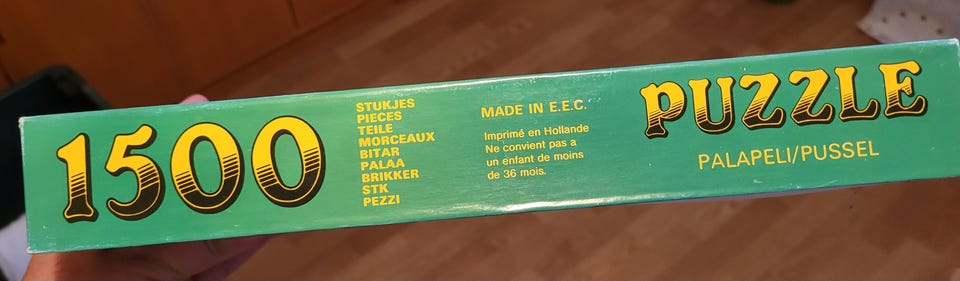 1500
STUKJES
PIECES
TEILE
MORCEAUX
BITAR
PALAA
BRIKKER
STK
PEZZI
MADE IN E.E.C.
Imprimé en Hollande
Ne convient pas a
un enfant de moins
de 36 mois.
PUZZLE
PALAPELI/PUSSEL